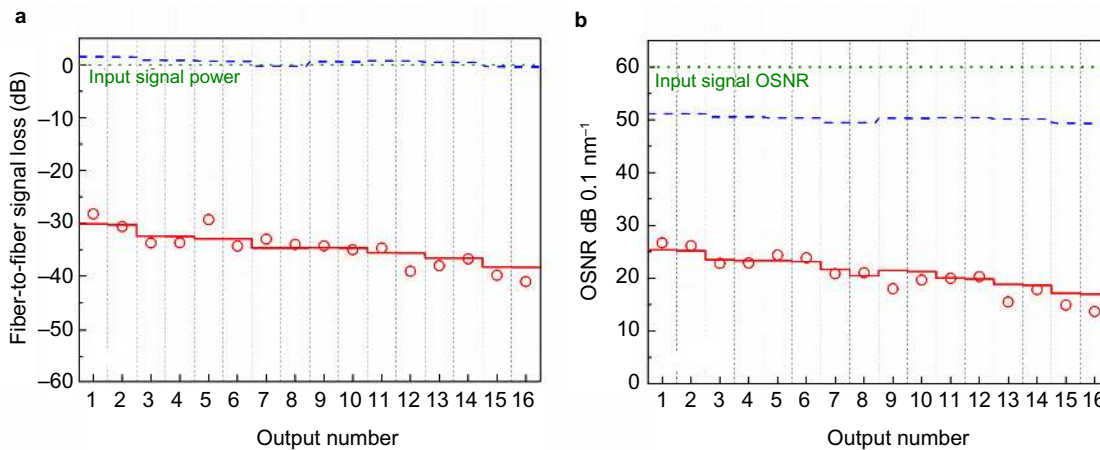 a
Fiber-to-fiber signal loss (dB)
0
–10
–20
–30
–40
–50
–60
Input signal power
1 2 3 4 5 6 7 8 9 10 11 12 13 14 15 16
Output number
b
OSNR dB 0.1 nm⁻¹
60
50
40
30
20
10
0
Input signal OSNR
1 2 3 4 5 6 7 8 9 10 11 12 13 14 15 16
Output number